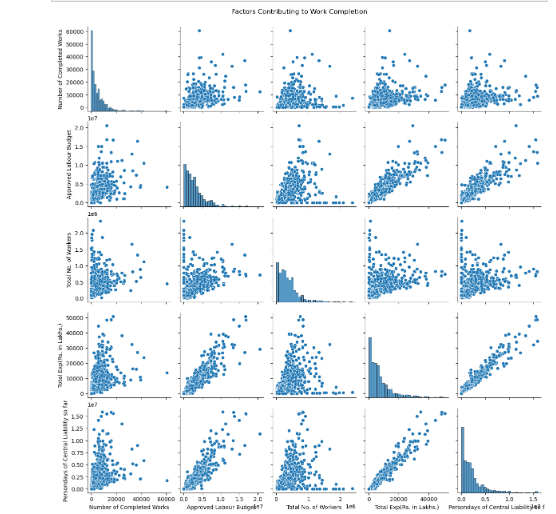 Factors Contributing to Work Completion
Number of Completed Works
60000
50000
40000
30000
20000
10000
0
1e7
Approved Labour Budget
2.0
1.5
1.0
0.5
0.0
1e6
Total No. of Workers
2.0
1.5
1.0
0.5
0.0
Total Exp(Rs. in Lakhs.)
50000
40000
30000
20000
10000
0
1e7
Persondays of Central Liability so far
1.50
1.25
1.00
0.75
0.50
0.25
0.00
0 20000 40000 60000
0.0 0.5 1.0 1.5 2.0
0 1 2
0 20000 40000
0.0 0.5 1.0 1.5
Number of Completed Works
Approved Labour Budget 1e7
Total No. of Workers 1e6
Total Exp(Rs. in Lakhs.)
Persondays of Central Liability